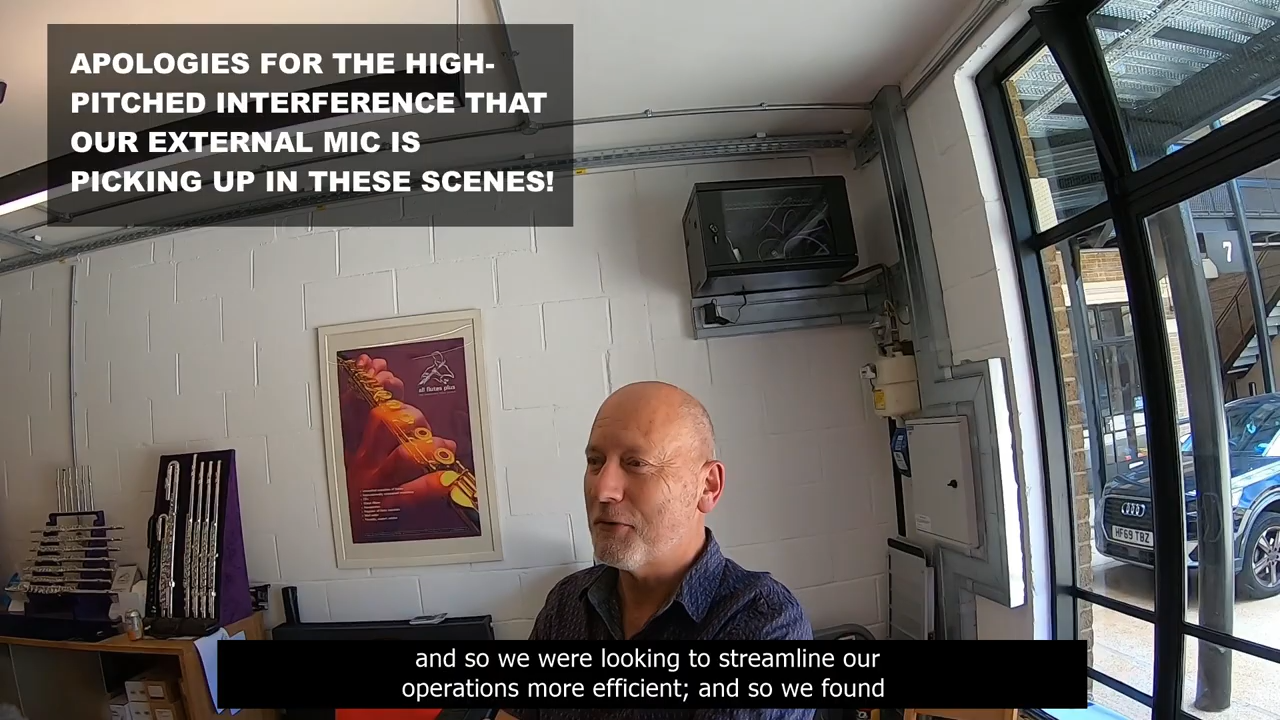 APOLOGIES FOR THE HIGH-
PITCHED INTERFERENCE THAT
OUR EXTERNAL MIC IS
PICKING UP IN THESE SCENES!
7
all flutes plus
HF69 TBZ
and so we were looking to streamline our
operations more efficient; and so we found